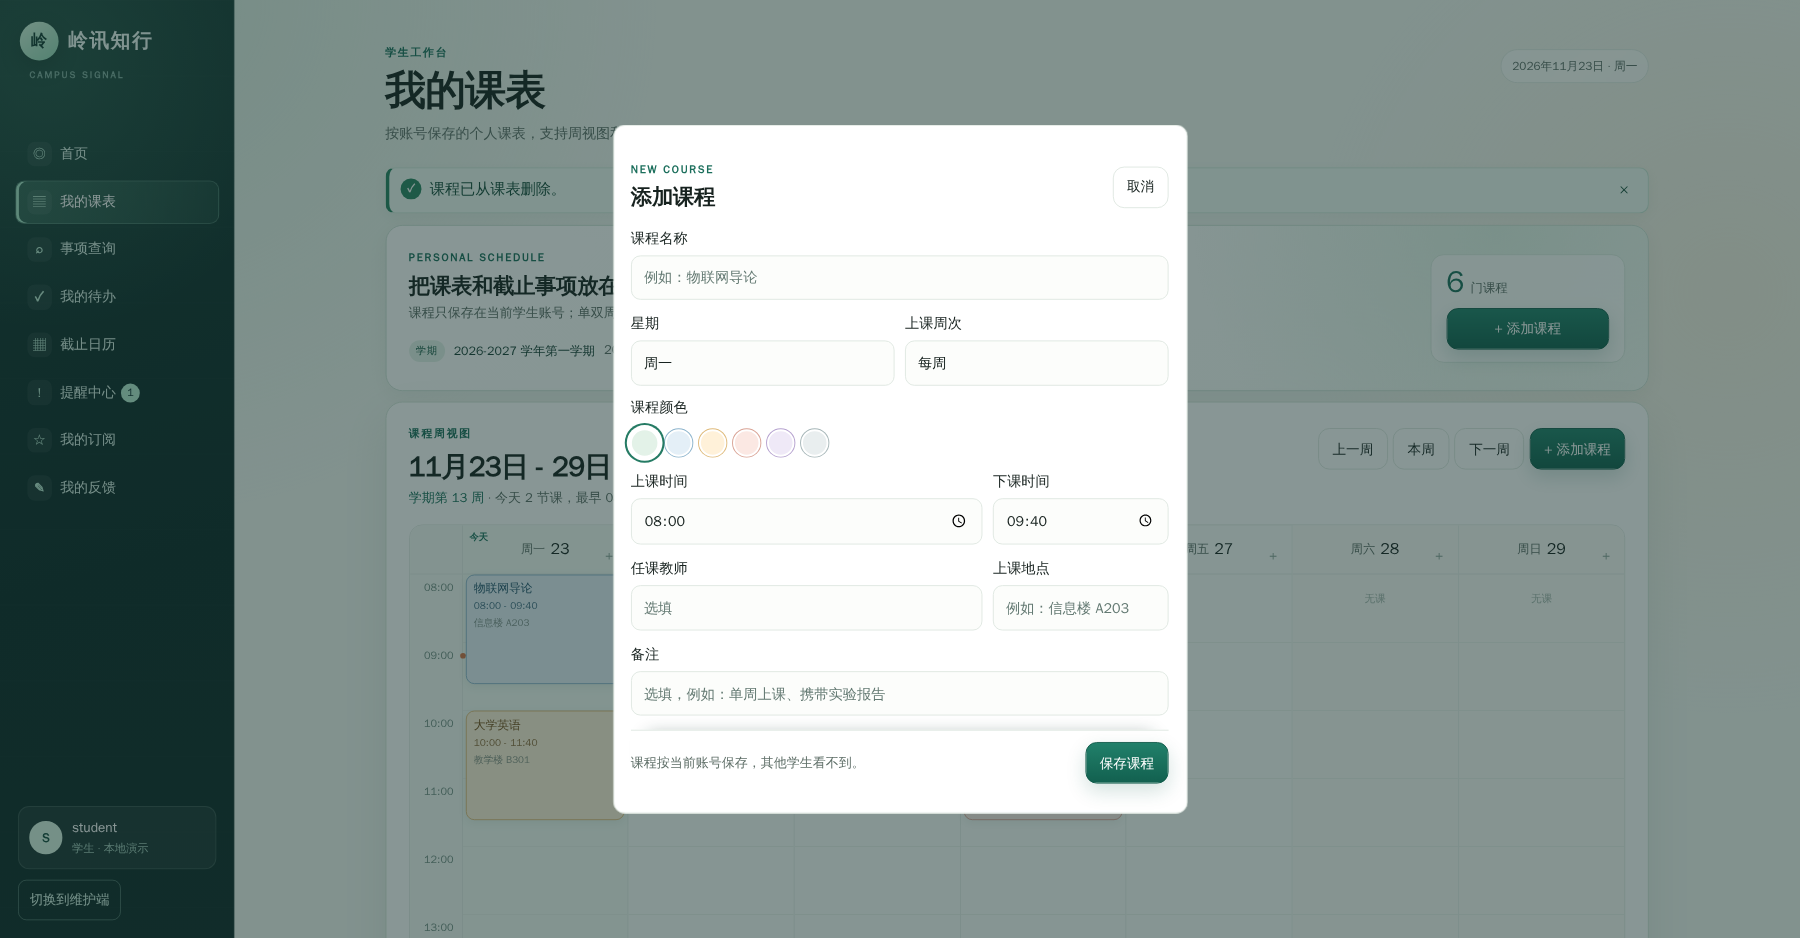 岭 岭讯知行
CAMPUS SIGNAL
首页
我的课表
事项查询
我的待办
截止日历
提醒中心 1
我的订阅
我的反馈
S
student
学生 · 本地演示
切换到维护端
学生工作台
我的课表
按账号保存的个人课表，支持周视图
2026年11月23日 · 周一
课程已从课表删除。
×
PERSONAL SCHEDULE
把课表和截止事项放在
课程只保存在当前学生账号；单双周
学期 2026-2027 学年第一学期
6 门课程
+ 添加课程
课程周视图
11月23日 - 29日
学期第 13 周 · 今天 2 节课，最早
上一周
本周
下一周
+ 添加课程
今天
周一 23 +
周五 27 +
周六 28 +
周日 29 +
08:00
09:00
10:00
11:00
12:00
13:00
物联网导论
08:00 - 09:40
信息楼 A203
大学英语
10:00 - 11:40
教学楼 B301
无课
无课
NEW COURSE
添加课程
取消
课程名称
例如：物联网导论
星期
上课周次
周一
每周
课程颜色
上课时间
下课时间
08:00
09:40
任课教师
上课地点
选填
例如：信息楼 A203
备注
选填，例如：单周上课、携带实验报告
课程按当前账号保存，其他学生看不到。
保存课程